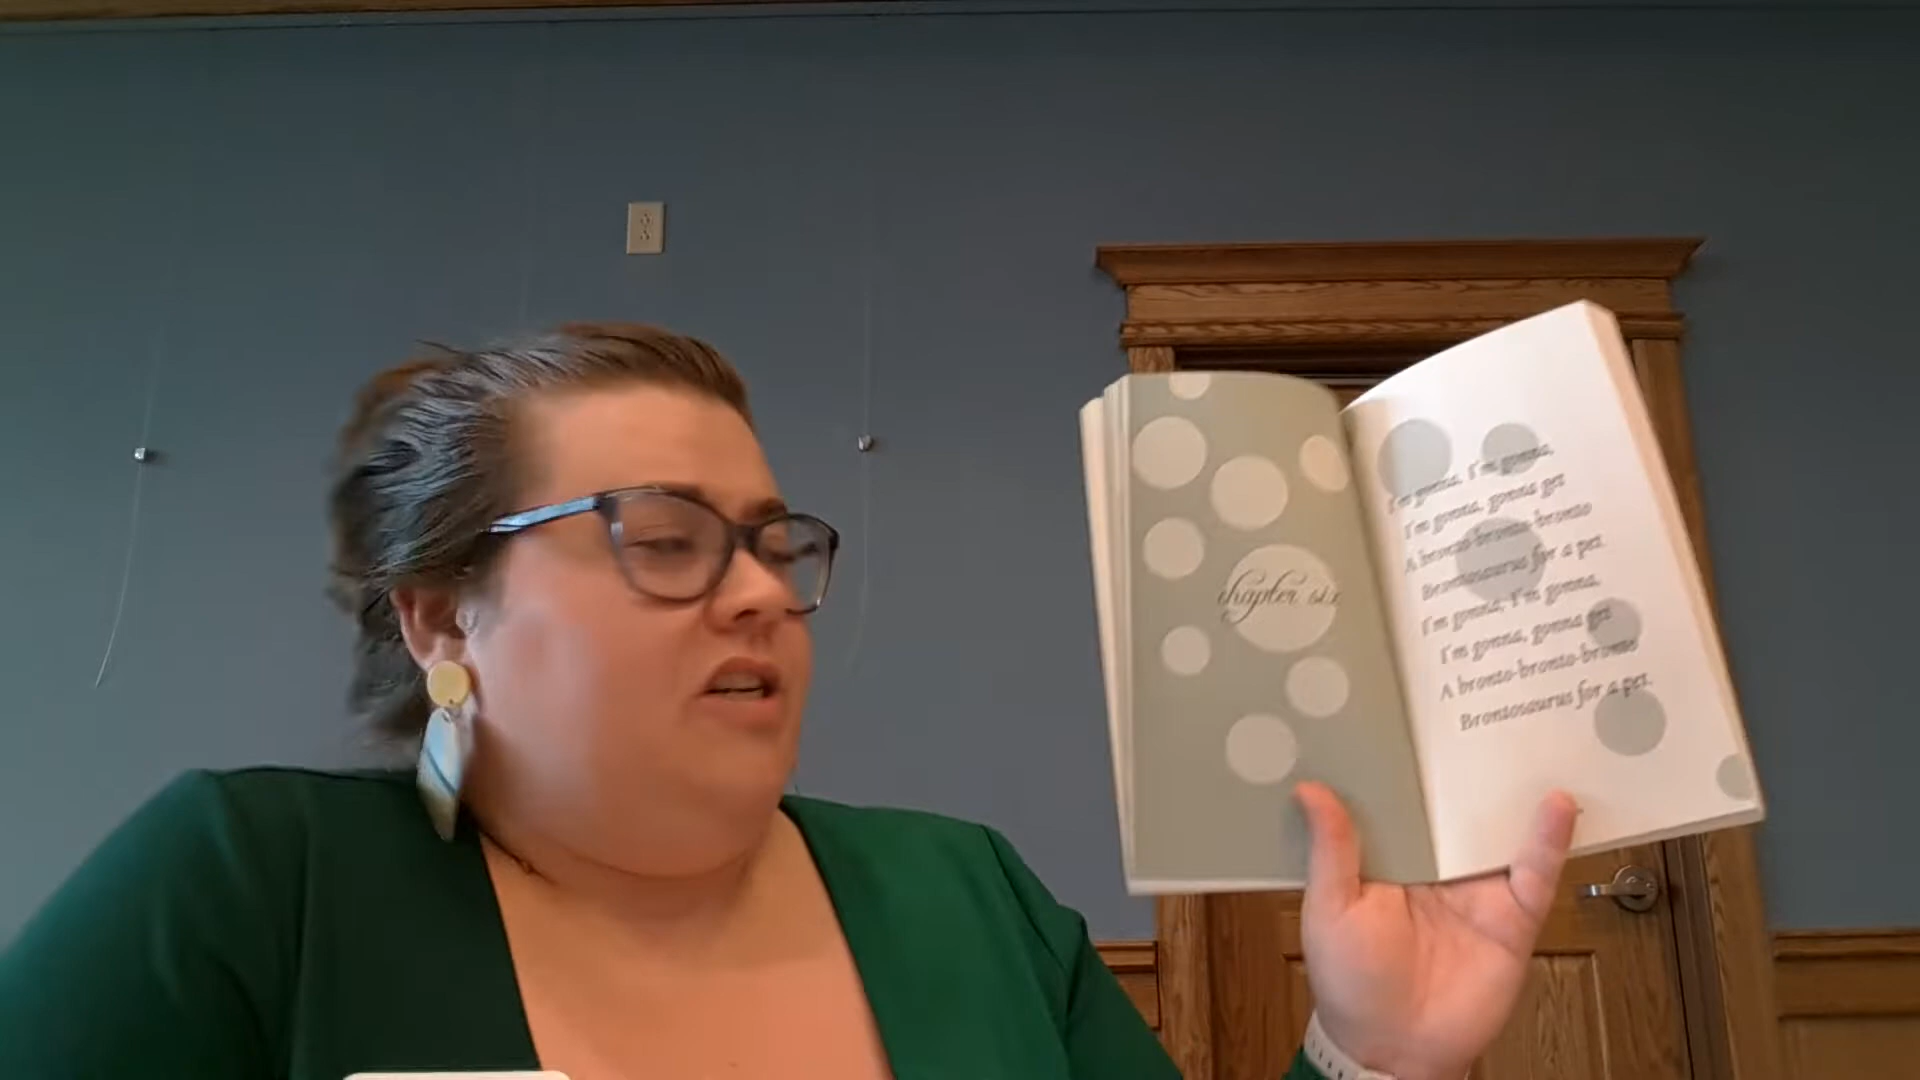 chapter six
I'm gonna, I'm gonna,
I'm gonna, gonna get
A bronto-bronto-bronto
Brontosaurus for a pet.
I'm gonna, I'm gonna,
I'm gonna, gonna get
A bronto-bronto-bronto
Brontosaurus for a pet.